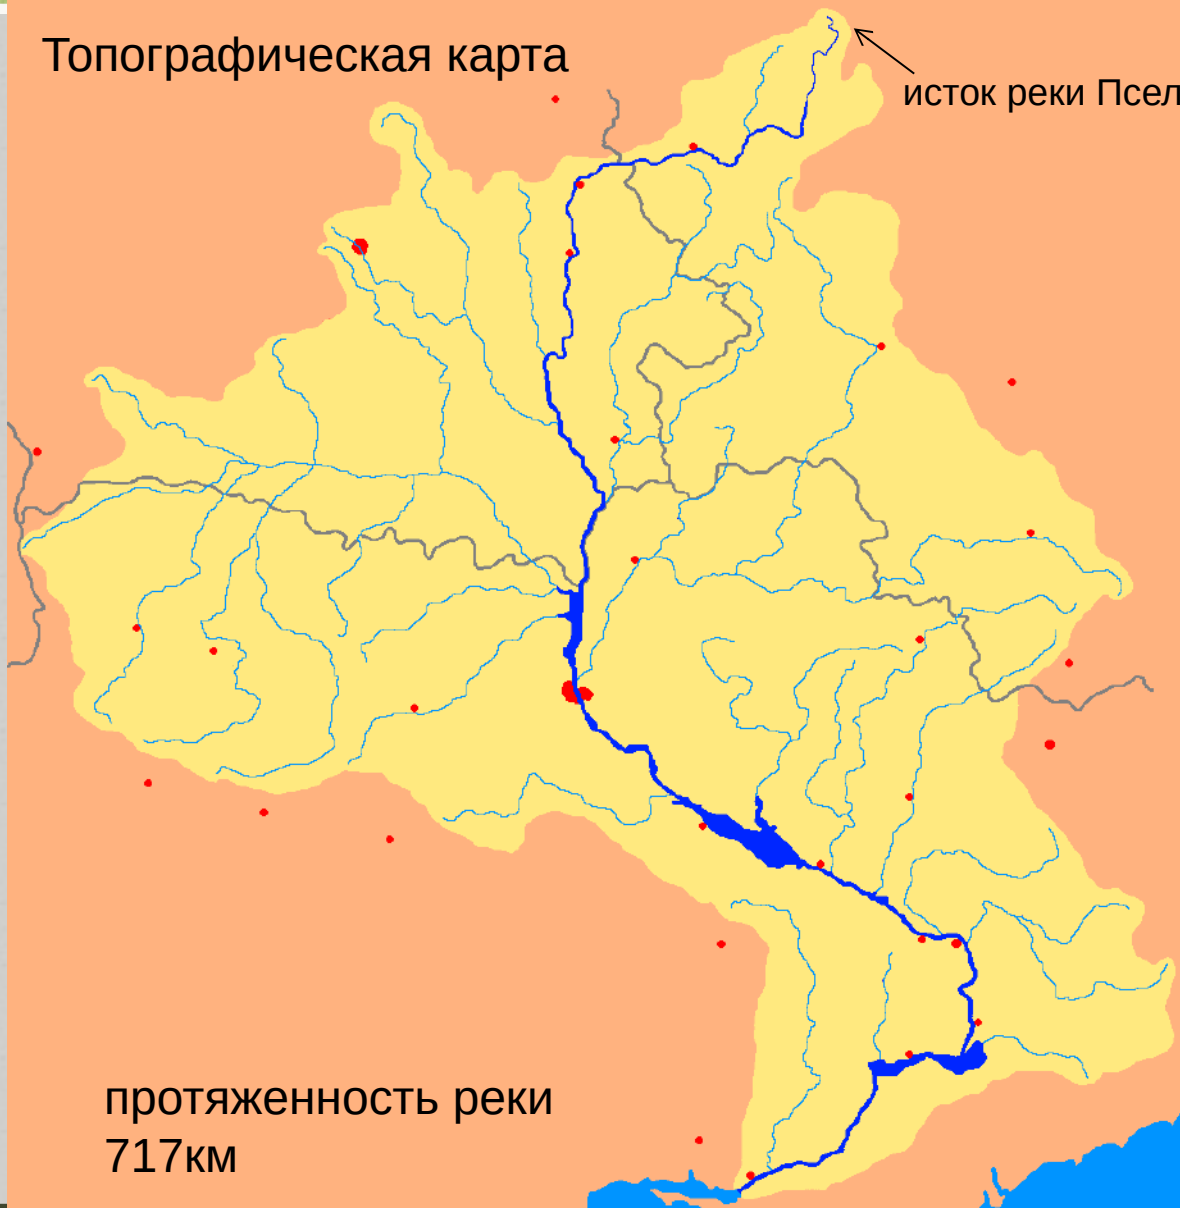 Топографическая карта
исток реки Псел
протяженность реки
717км